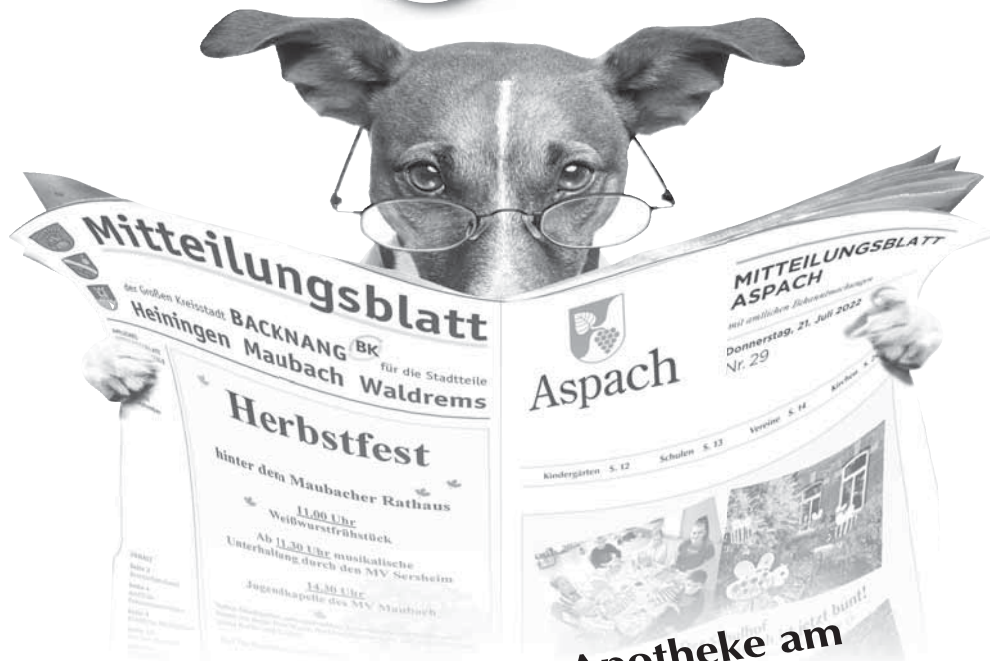 Mitteilungsblatt
der Großen Kreisstadt BACKNANG BK für die Stadtteile
Heiningen Maubach Waldrems
Herbstfest
hinter dem Maubacher Rathaus
11.00 Uhr
Weißwurstfrühstück
Ab 11.30 Uhr musikalische
Unterhaltung durch den MV Sersheim
14.30 Uhr
Jugendkapelle des MV Maubach
Aspach
MITTEILUNGSBLATT
ASPACH
mit amtlichen Bekanntmachungen
Donnerstag, 21. Juli 2022
Nr. 29
Kindergärten S. 12 Schulen S. 13 Vereine S. 14 Kirchen S.
jetzt bunt!
Apotheke am